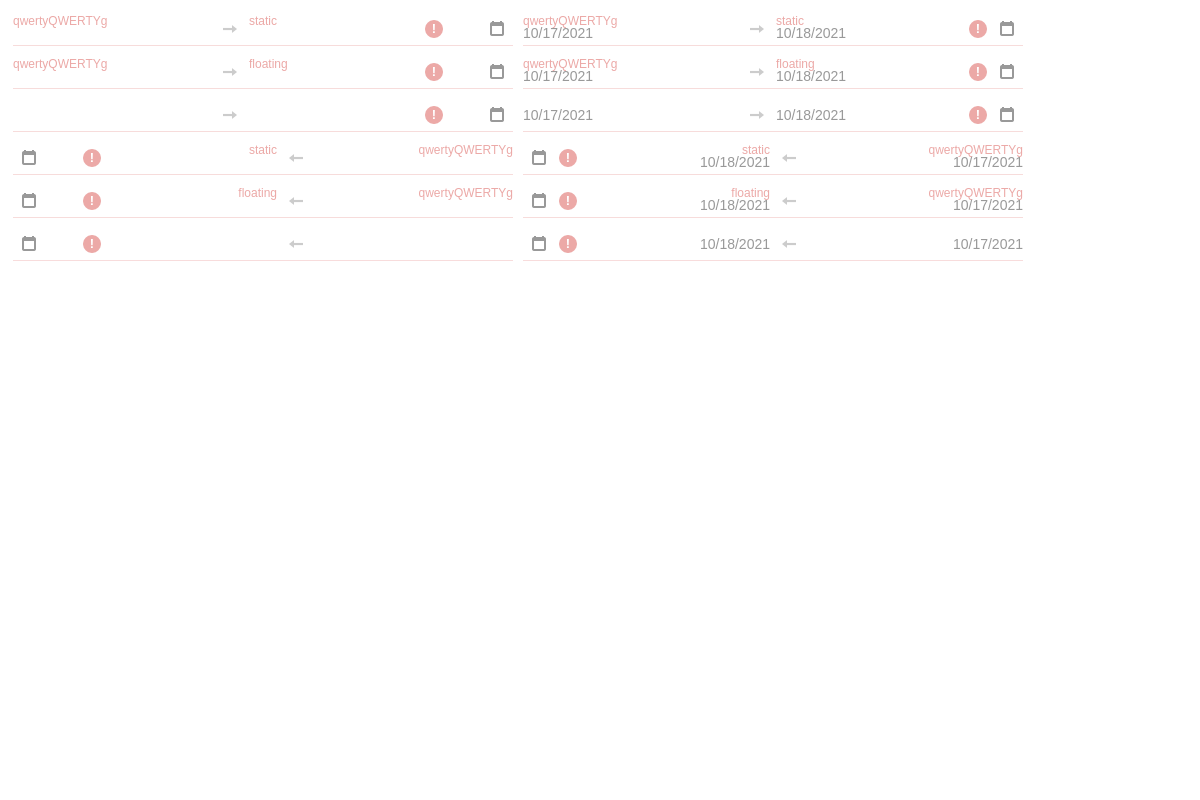 qwertyQWERTYg static ! qwertyQWERTYg static
10/17/2021 10/18/2021 !
qwertyQWERTYg floating ! qwertyQWERTYg floating
10/17/2021 10/18/2021 !
! 10/17/2021 10/18/2021 !
! static qwertyQWERTYg ! static qwertyQWERTYg
10/18/2021 10/17/2021
! floating qwertyQWERTYg ! floating qwertyQWERTYg
10/18/2021 10/17/2021
! ! 10/18/2021 10/17/2021